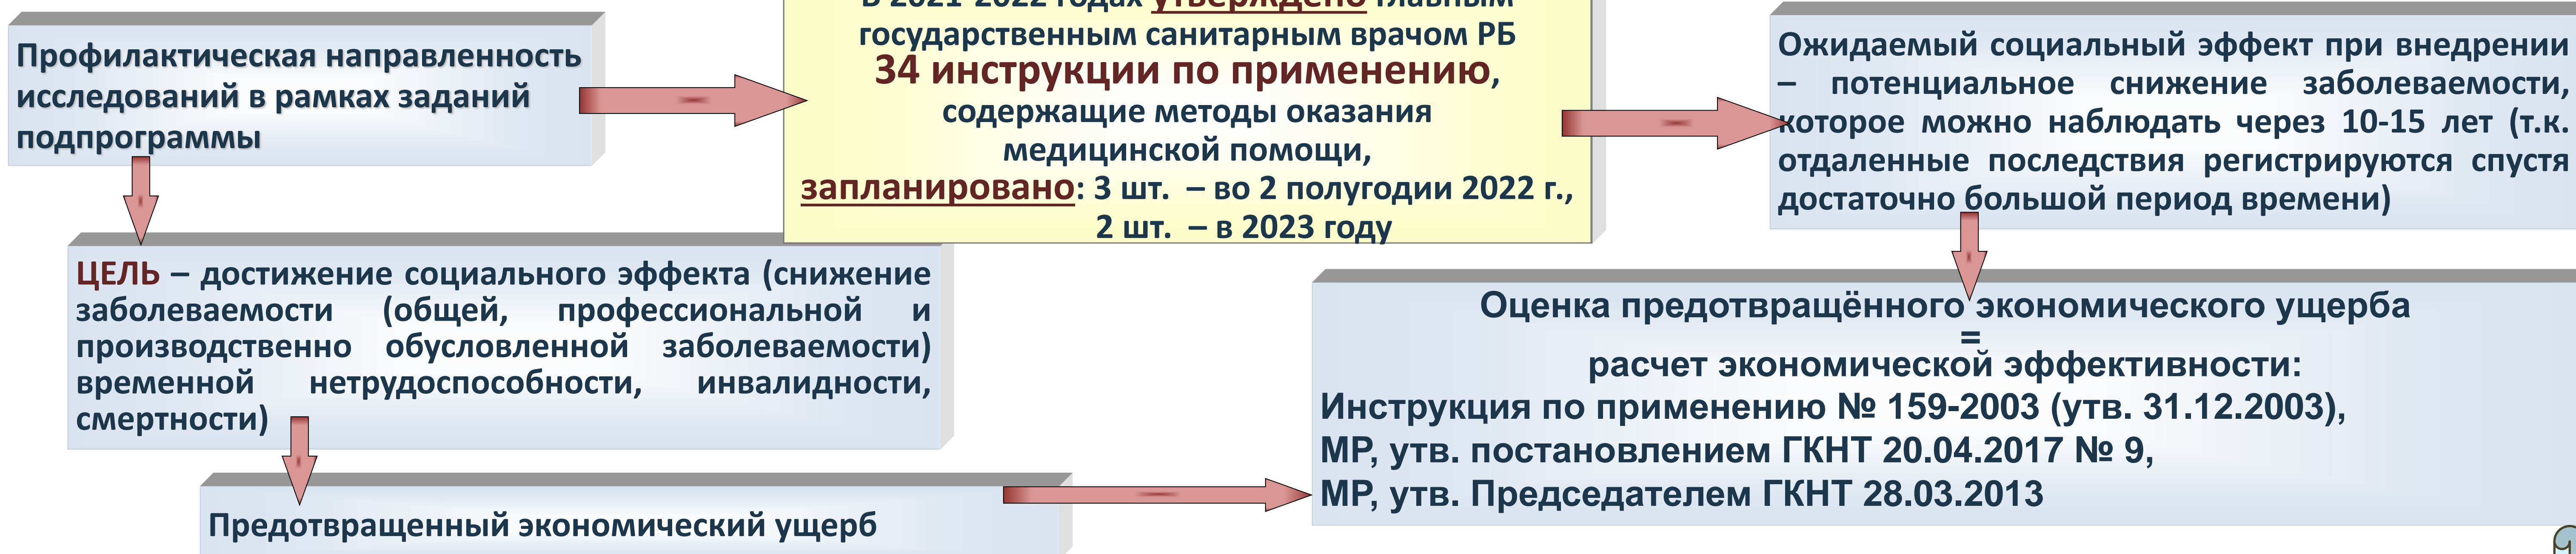 Профилактическая направленность
исследований в рамках заданий
подпрограммы
В 2021-2022 годах утверждено Главным
государственным санитарным врачом РБ
34 инструкции по применению,
содержащие методы оказания
медицинской помощи,
запланировано: 3 шт. – во 2 полугодии 2022 г.,
2 шт. – в 2023 году
Ожидаемый социальный эффект при внедрении
– потенциальное снижение заболеваемости,
которое можно наблюдать через 10-15 лет (т.к.
отдаленные последствия регистрируются спустя
достаточно большой период времени)
ЦЕЛЬ – достижение социального эффекта (снижение
заболеваемости (общей, профессиональной и
производственно обусловленной заболеваемости)
временной нетрудоспособности, инвалидности,
смертности)
Оценка предотвращённого экономического ущерба
=
расчет экономической эффективности:
Инструкция по применению № 159-2003 (утв. 31.12.2003),
МР, утв. постановлением ГКНТ 20.04.2017 № 9,
МР, утв. Председателем ГКНТ 28.03.2013
Предотвращенный экономический ущерб